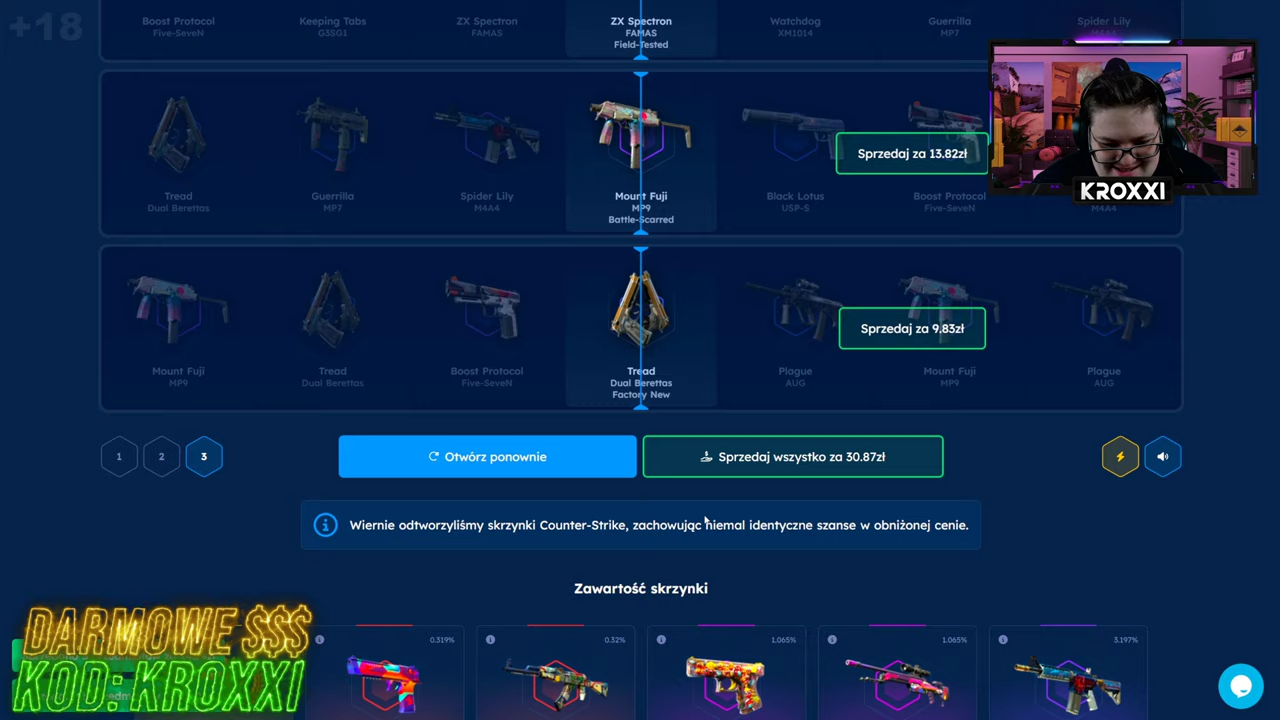 +18
Boost Protocol
Five-SeveN
Keeping Tabs
G3SG1
ZX Spectron
FAMAS
ZX Spectron
FAMAS
Field-Tested
Watchdog
XM1014
Guerrilla
MP7
Spider Lily
M4A4
Tread
Dual Berettas
Guerrilla
MP7
Spider Lily
M4A4
Mount Fuji
MP9
Battle-Scarred
Black Lotus
USP-S
Boost Protocol
Five-SeveN
M4A4
Sprzedaj za 13.82zł
KROXXI
Mount Fuji
MP9
Tread
Dual Berettas
Boost Protocol
Five-SeveN
Tread
Dual Berettas
Factory New
Plague
AUG
Mount Fuji
MP9
Plague
AUG
Sprzedaj za 9.83zł
1
2
3
Otwórz ponownie
Sprzedaj wszystko za 30.87zł
Wiernie odtworzyliśmy skrzynki Counter-Strike, zachowując niemal identyczne szanse w obniżonej cenie.
Zawartość skrzynki
0.319%
0.32%
1.065%
1.065%
3.197%
DARMOWE $$$
KOD: KROXXI